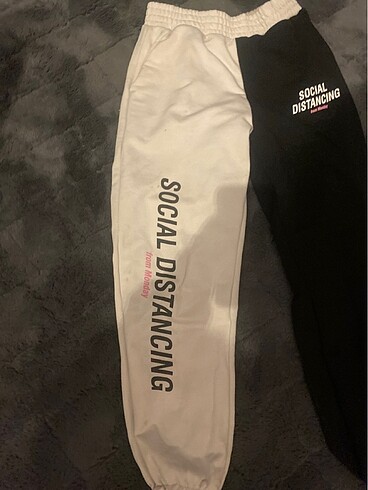 SOCIAL
DISTANCING
from Monday
SOCIAL DISTANCING
from Monday